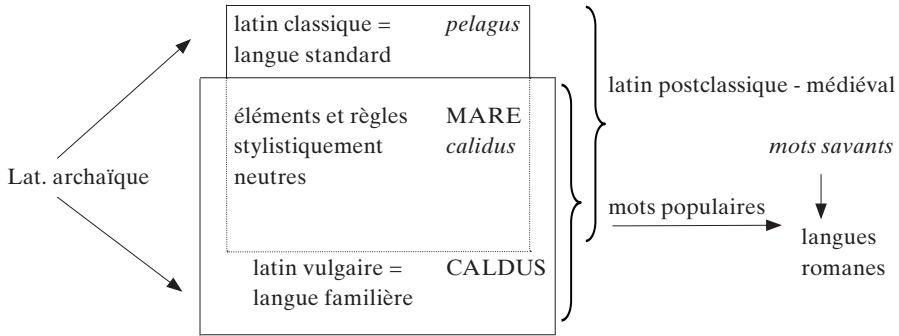 latin classique = pelagus
langue standard
latin postclassique - médiéval
éléments et règles MARE
stylistiquement calidus
neutres
mots savants
Lat. archaïque
mots populaires
langues
romanes
latin vulgaire = CALDUS
langue familière